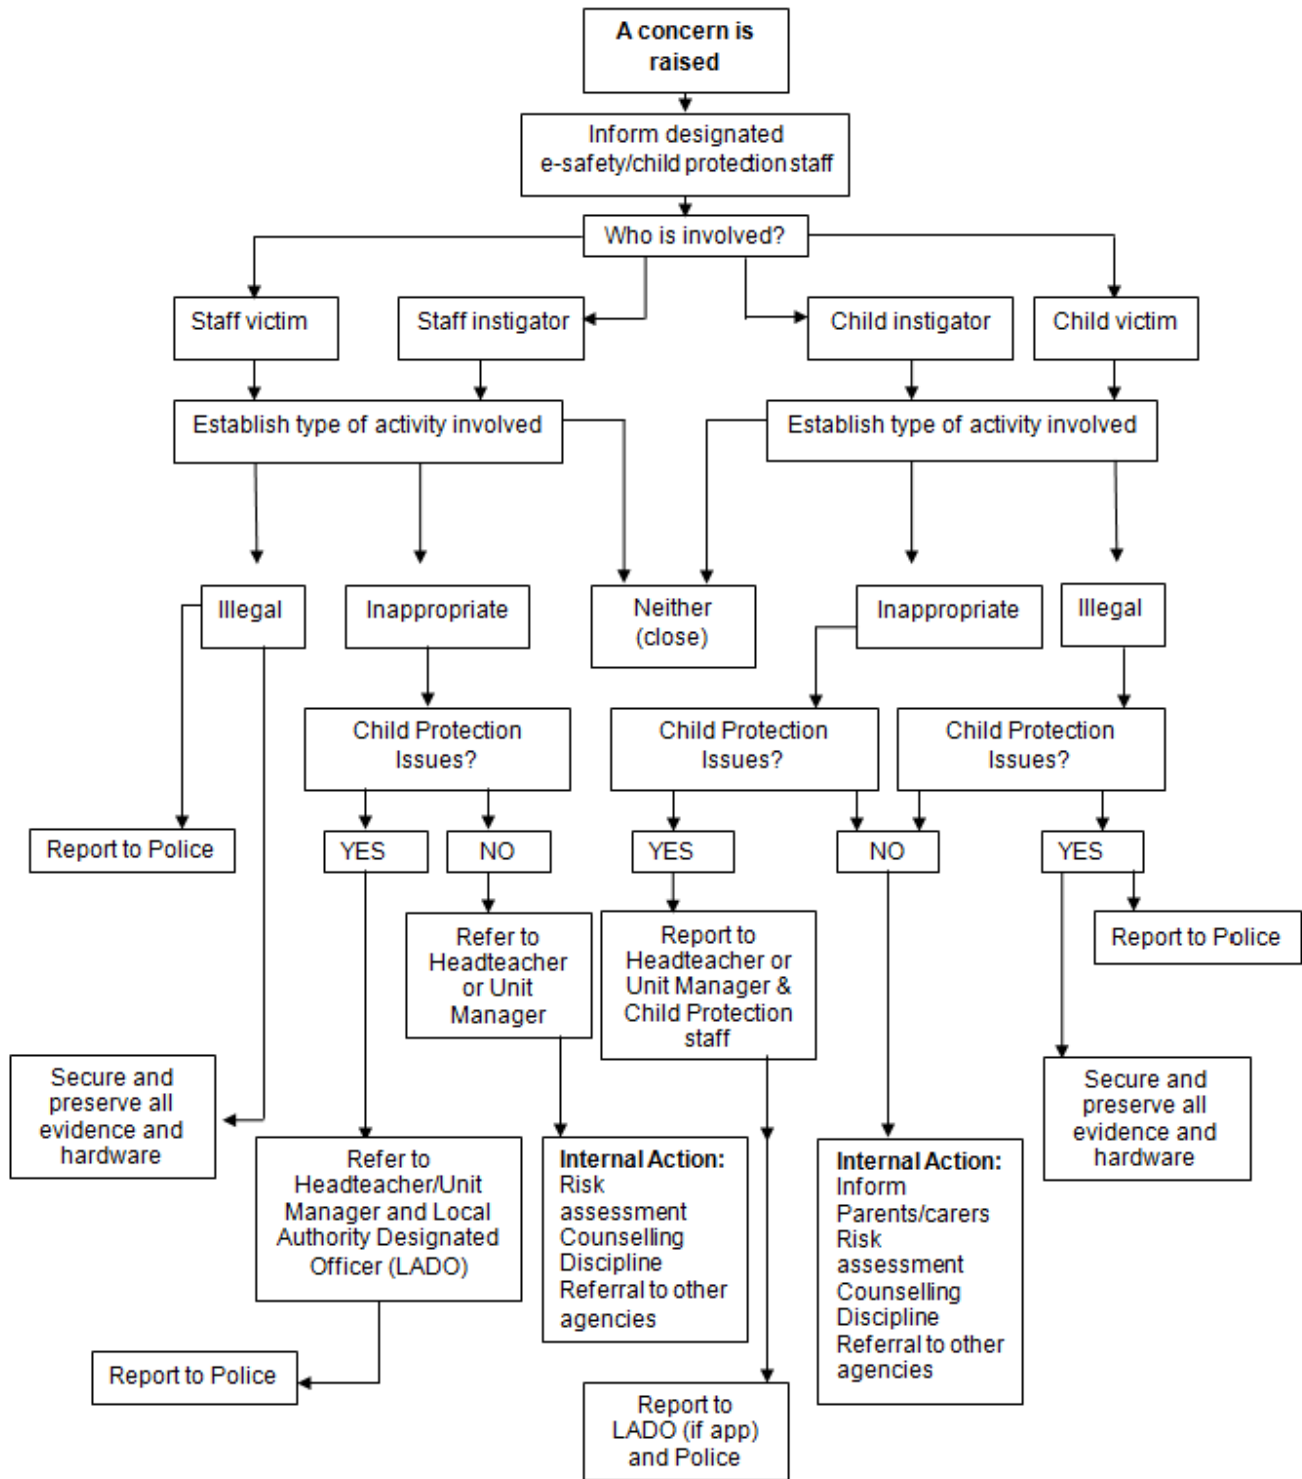 A concern is
raised
Inform designated
e-safety/child protection staff
Who is involved?
Staff victim
Staff instigator
Child instigator
Child victim
Establish type of activity involved
Establish type of activity involved
Illegal
Inappropriate
Neither
(close)
Inappropriate
Illegal
Child Protection
Issues?
Child Protection
Issues?
Child Protection
Issues?
Report to Police
YES
NO
YES
NO
YES
Refer to
Headteacher
or Unit
Manager
Report to
Headteacher or
Unit Manager &
Child Protection
staff
Report to Police
Secure and
preserve all
evidence and
hardware
Secure and
preserve all
evidence and
hardware
Refer to
Headteacher/Unit
Manager and Local
Authority Designated
Officer (LADO)
Internal Action:
Risk
assessment
Counselling
Discipline
Referral to other
agencies
Internal Action:
Inform
Parents/carers
Risk
assessment
Counselling
Discipline
Referral to other
agencies
Report to Police
Report to
LADO (if app)
and Police